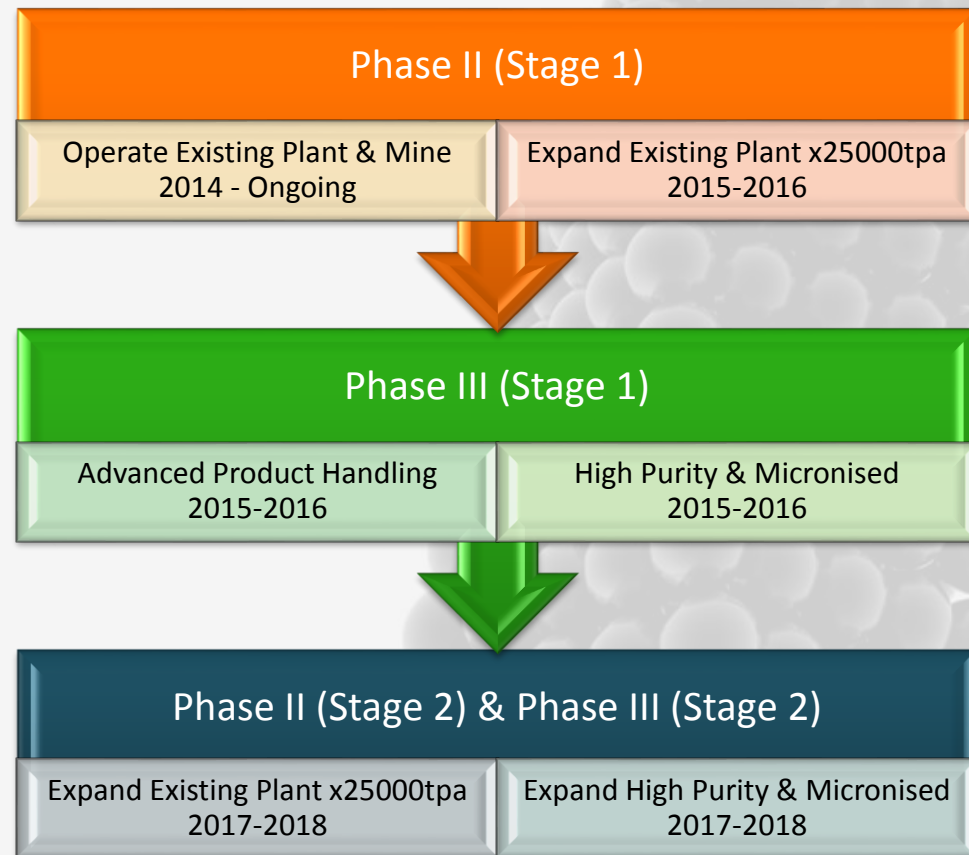 Phase II (Stage 1)
Operate Existing Plant & Mine
2014 - Ongoing
Expand Existing Plant x25000tpa
2015-2016
Phase III (Stage 1)
Advanced Product Handling
2015-2016
High Purity & Micronised
2015-2016
Phase II (Stage 2) & Phase III (Stage 2)
Expand Existing Plant x25000tpa
2017-2018
Expand High Purity & Micronised
2017-2018